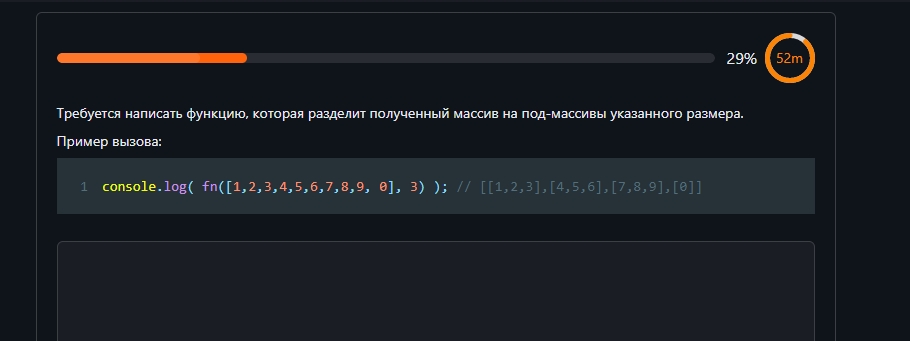 29% 52m
Требуется написать функцию, которая разделит полученный массив на под-массивы указанного размера.
Пример вызова:
1 console.log( fn([1,2,3,4,5,6,7,8,9, 0], 3) ); // [[1,2,3],[4,5,6],[7,8,9],[0]]